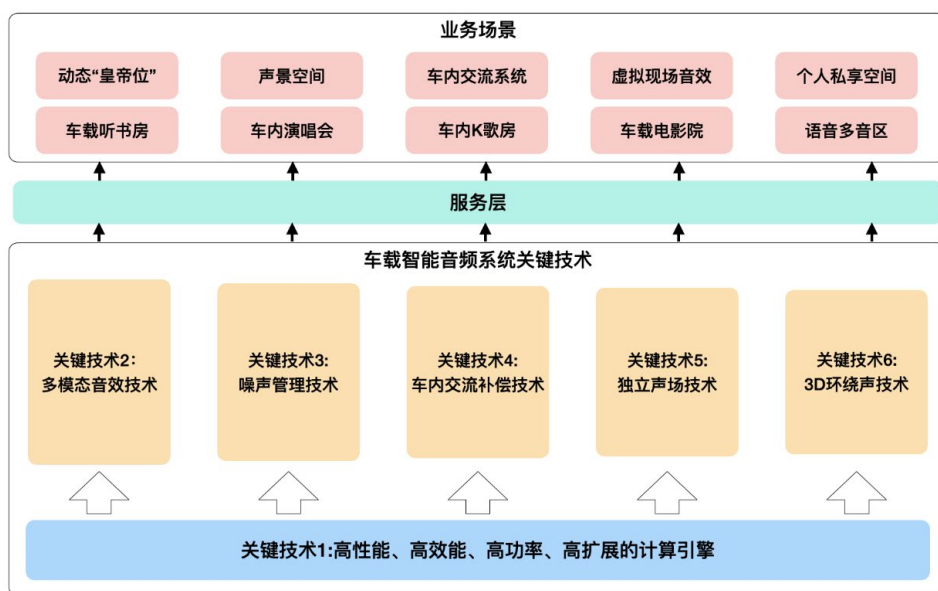 业务场景
动态“皇帝位”
声景空间
车内交流系统
虚拟现场音效
个人私享空间
车载听书房
车内演唱会
车内K歌房
车载电影院
语音多音区
服务层
车载智能音频系统关键技术
关键技术2：
多模态音效技术
关键技术3:
噪声管理技术
关键技术4:
车内交流补偿技术
关键技术5:
独立声场技术
关键技术6:
3D环绕声技术
关键技术1:高性能、高效能、高功率、高扩展的计算引擎